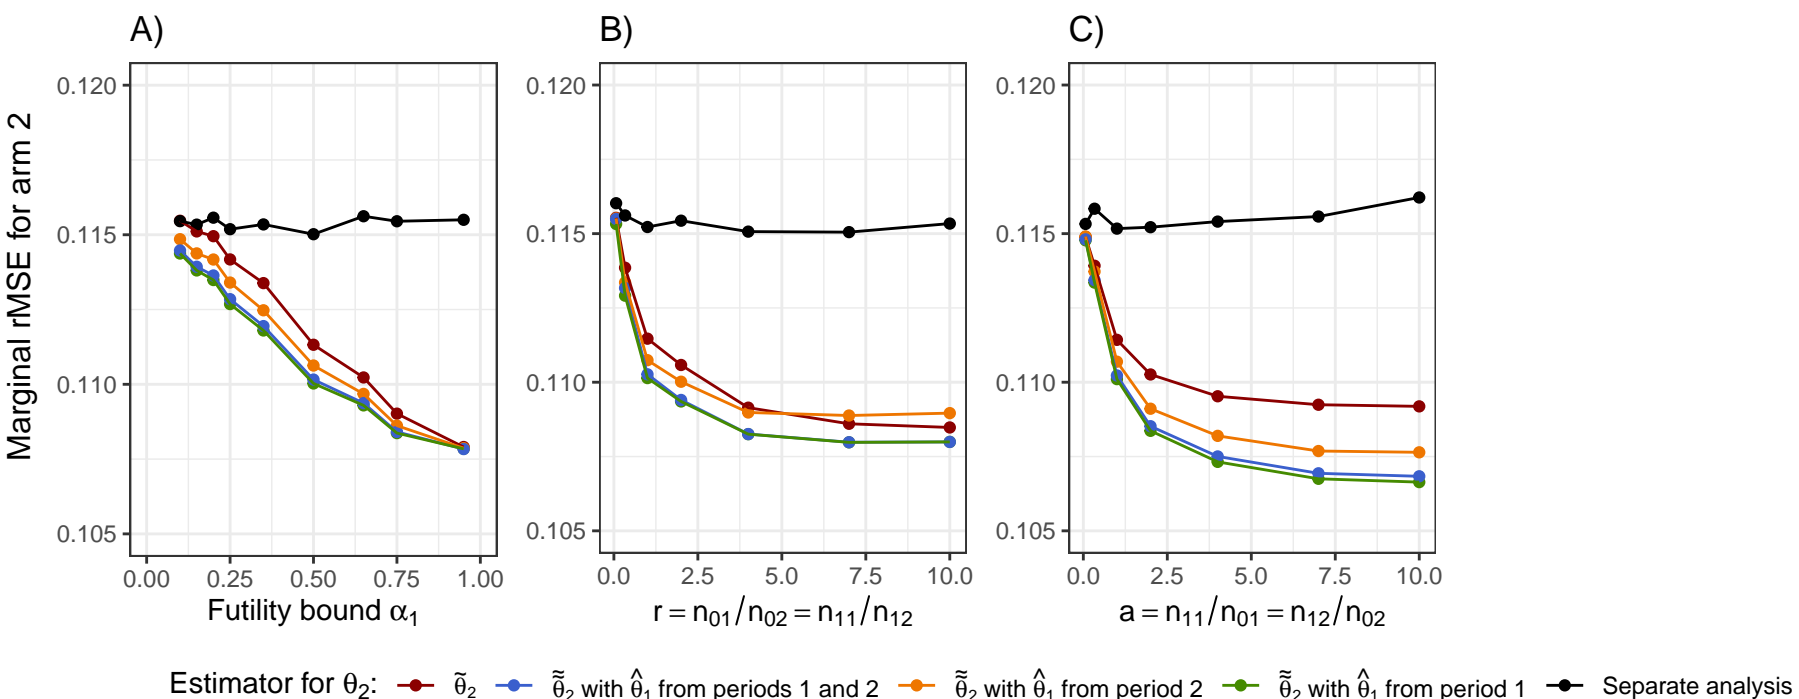 A)
B)
C)
Marginal rMSE for arm 2
0.120
0.115
0.110
0.105
0.00 0.25 0.50 0.75 1.00
Futility bound α₁
0.120
0.115
0.110
0.105
0.0 2.5 5.0 7.5 10.0
r = n₀₁/n₀₂ = n₁₁/n₁₂
0.120
0.115
0.110
0.105
0.0 2.5 5.0 7.5 10.0
a = n₁₁/n₀₁ = n₁₂/n₀₂
Estimator for θ₂: θ̃₂ θ̃̃₂ with θ̂₁ from periods 1 and 2 θ̃̃₂ with θ̂₁ from period 2 θ̃̃₂ with θ̂₁ from period 1 Separate analysis